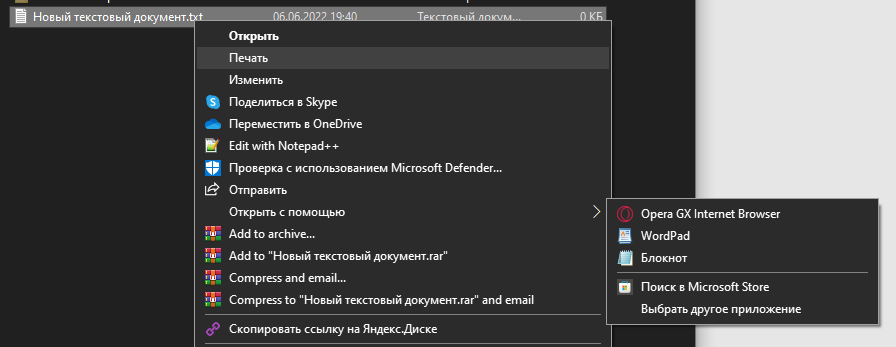 Новый текстовый документ.txt 06.06.2022 19:40 Текстовый докум... 0 КБ
Открыть
Печать
Изменить
Поделиться в Skype
Переместить в OneDrive
Edit with Notepad++
Проверка с использованием Microsoft Defender...
Отправить
Открыть с помощью
Add to archive...
Add to "Новый текстовый документ.rar"
Compress and email...
Compress to "Новый текстовый документ.rar" and email
Скопировать ссылку на Яндекс.Диске
Opera GX Internet Browser
WordPad
Блокнот
Поиск в Microsoft Store
Выбрать другое приложение